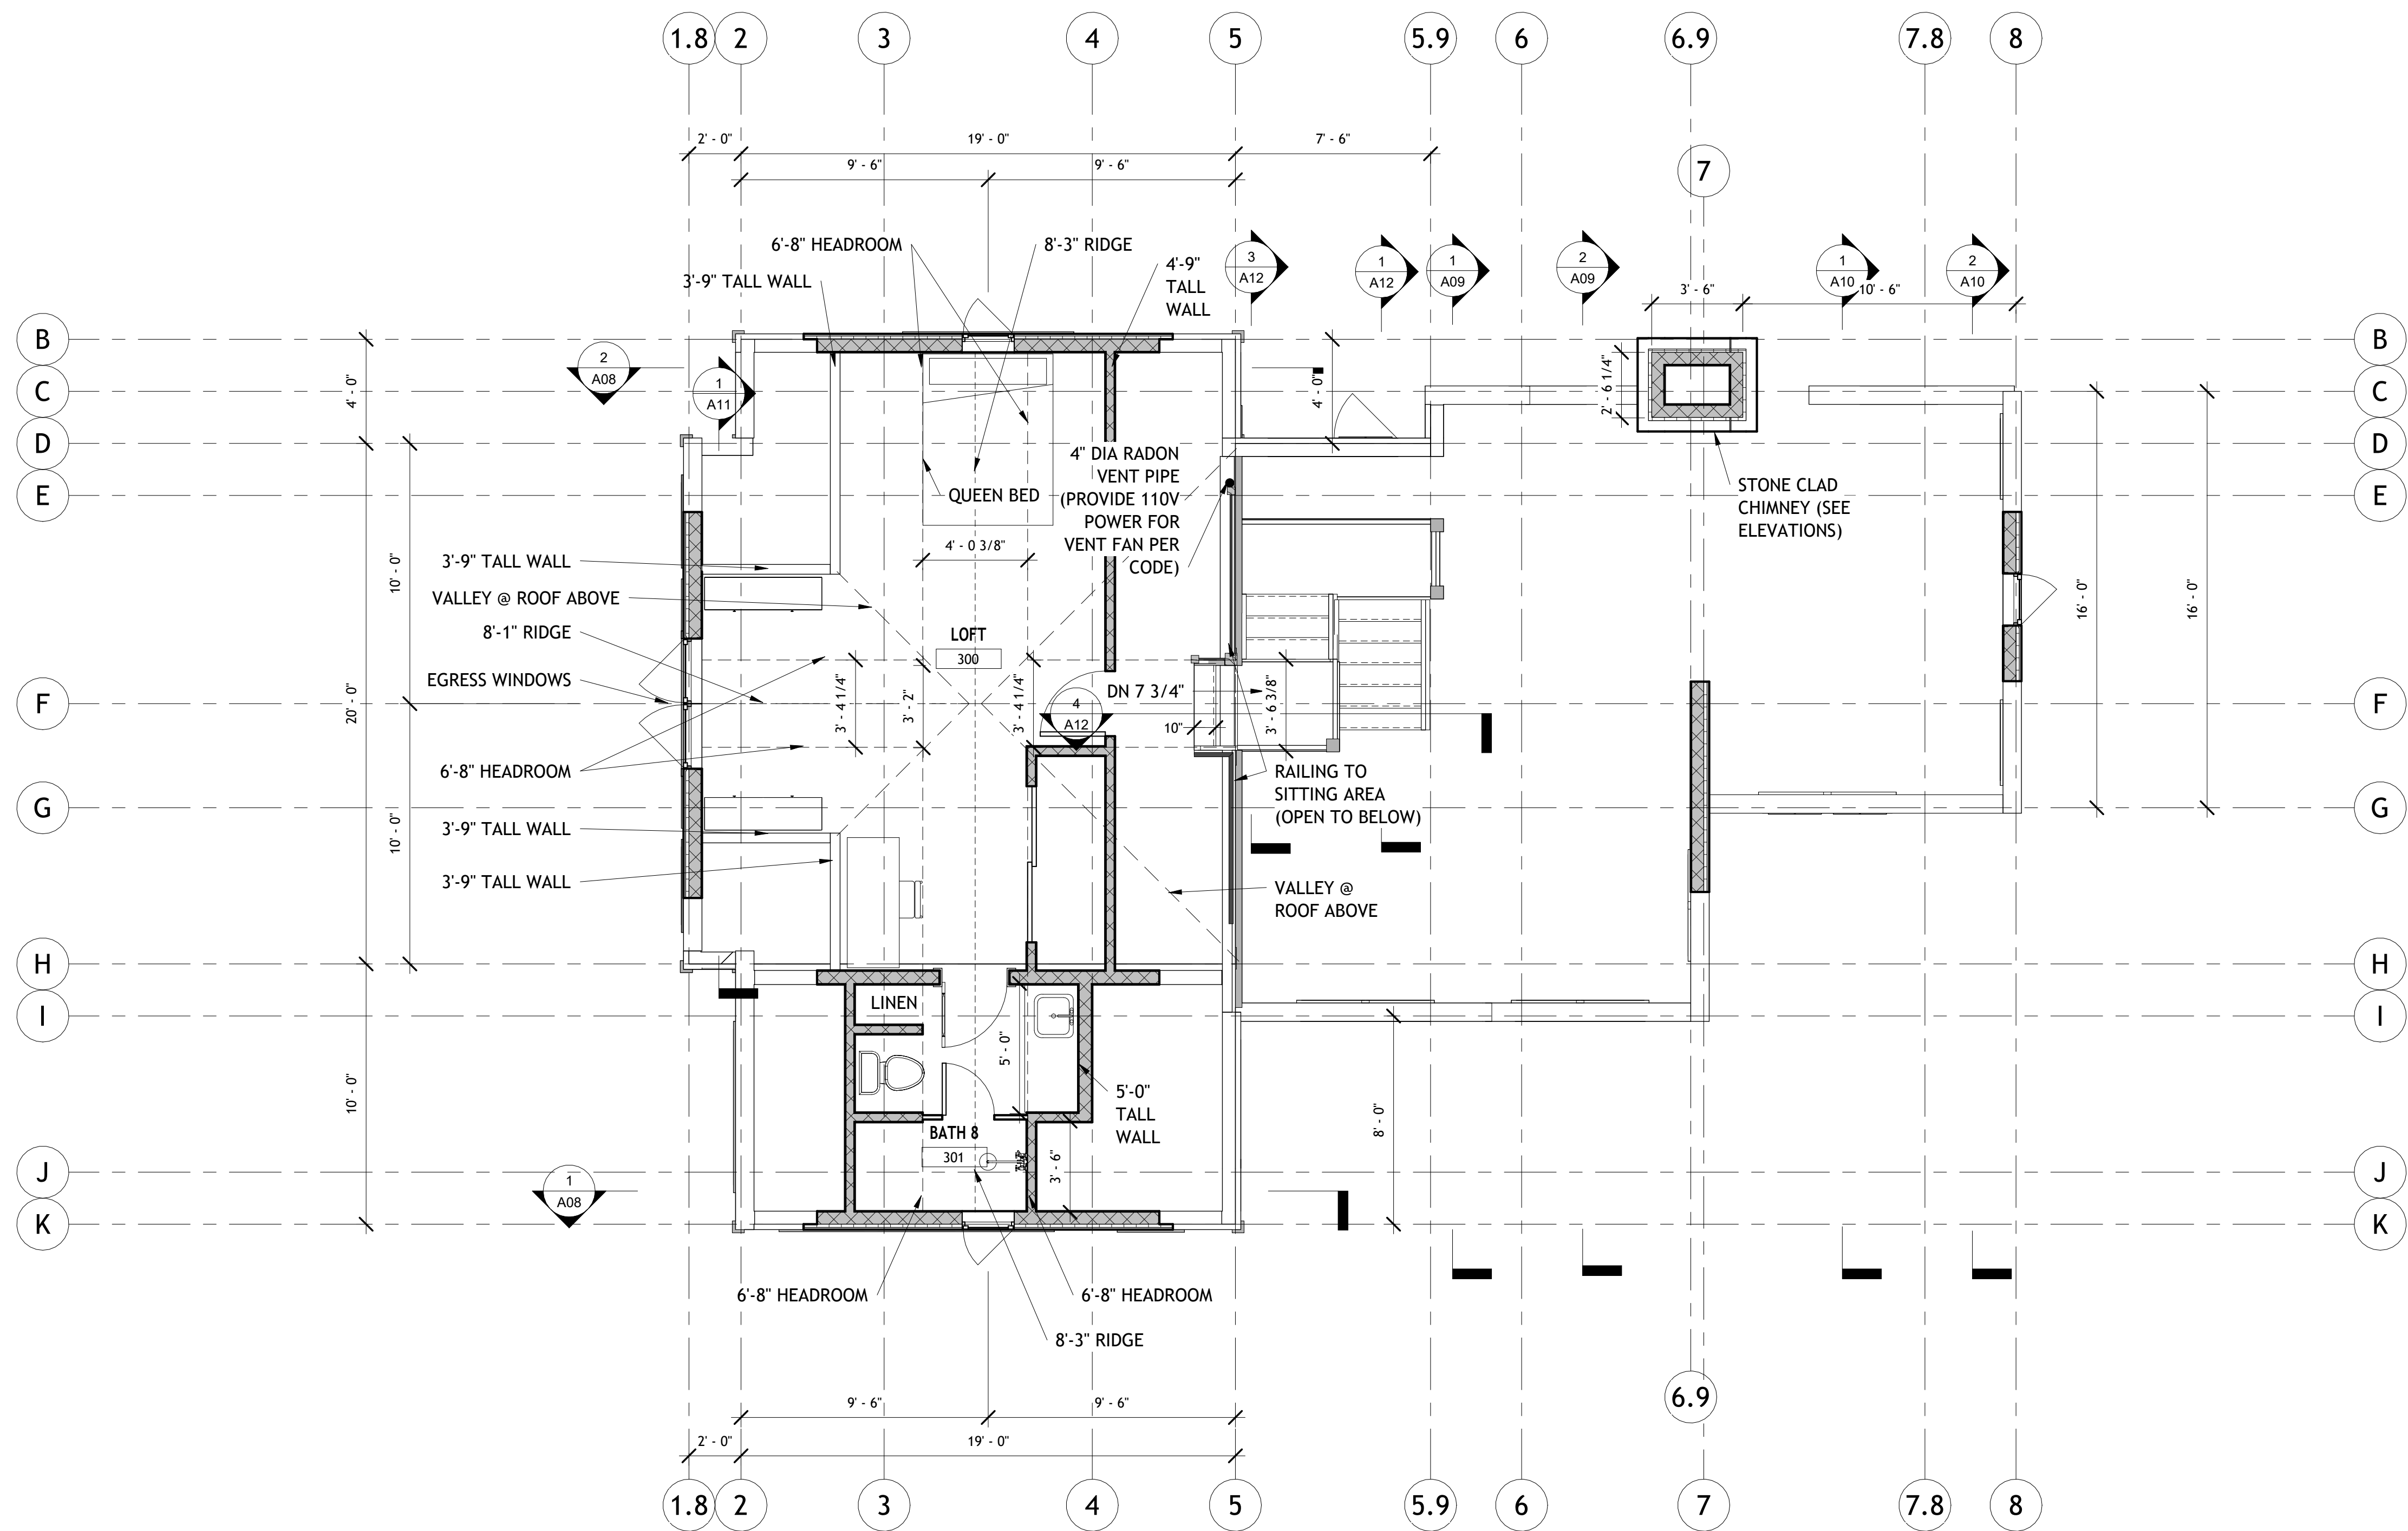 1.8
2
3
4
5
5.9
6
6.9
7.8
8
2' - 0"
19' - 0"
7' - 6"
9' - 6"
9' - 6"
7
6'-8" HEADROOM
8'-3" RIDGE
3'-9" TALL WALL
4'-9"
TALL
WALL
3
A12
1
A12
1
A09
2
A09
1
A10
2
A10
3' - 6"
10' - 6"
B
B
2
A08
1
A11
C
C
4' - 0"
4' - 0"
2' - 6 1/4"
D
D
4" DIA RADON
VENT PIPE
(PROVIDE 110V
POWER FOR
VENT FAN PER
CODE)
STONE CLAD
CHIMNEY (SEE
ELEVATIONS)
E
E
QUEEN BED
4' - 0 3/8"
3'-9" TALL WALL
10' - 0"
VALLEY @ ROOF ABOVE
16' - 0"
16' - 0"
8'-1" RIDGE
LOFT
300
EGRESS WINDOWS
3' - 4 1/4"
3' - 2"
3' - 4 1/4"
DN 7 3/4"
3' - 6 3/8"
F
F
20' - 0"
4
A12
10"
6'-8" HEADROOM
RAILING TO
SITTING AREA
(OPEN TO BELOW)
G
G
3'-9" TALL WALL
10' - 0"
3'-9" TALL WALL
VALLEY @
ROOF ABOVE
H
H
LINEN
I
I
5' - 0"
10' - 0"
5'-0"
TALL
WALL
8' - 0"
BATH 8
301
3' - 6"
J
J
1
A08
K
K
6'-8" HEADROOM
6'-8" HEADROOM
8'-3" RIDGE
6.9
9' - 6"
9' - 6"
2' - 0"
19' - 0"
1.8
2
3
4
5
5.9
6
7
7.8
8